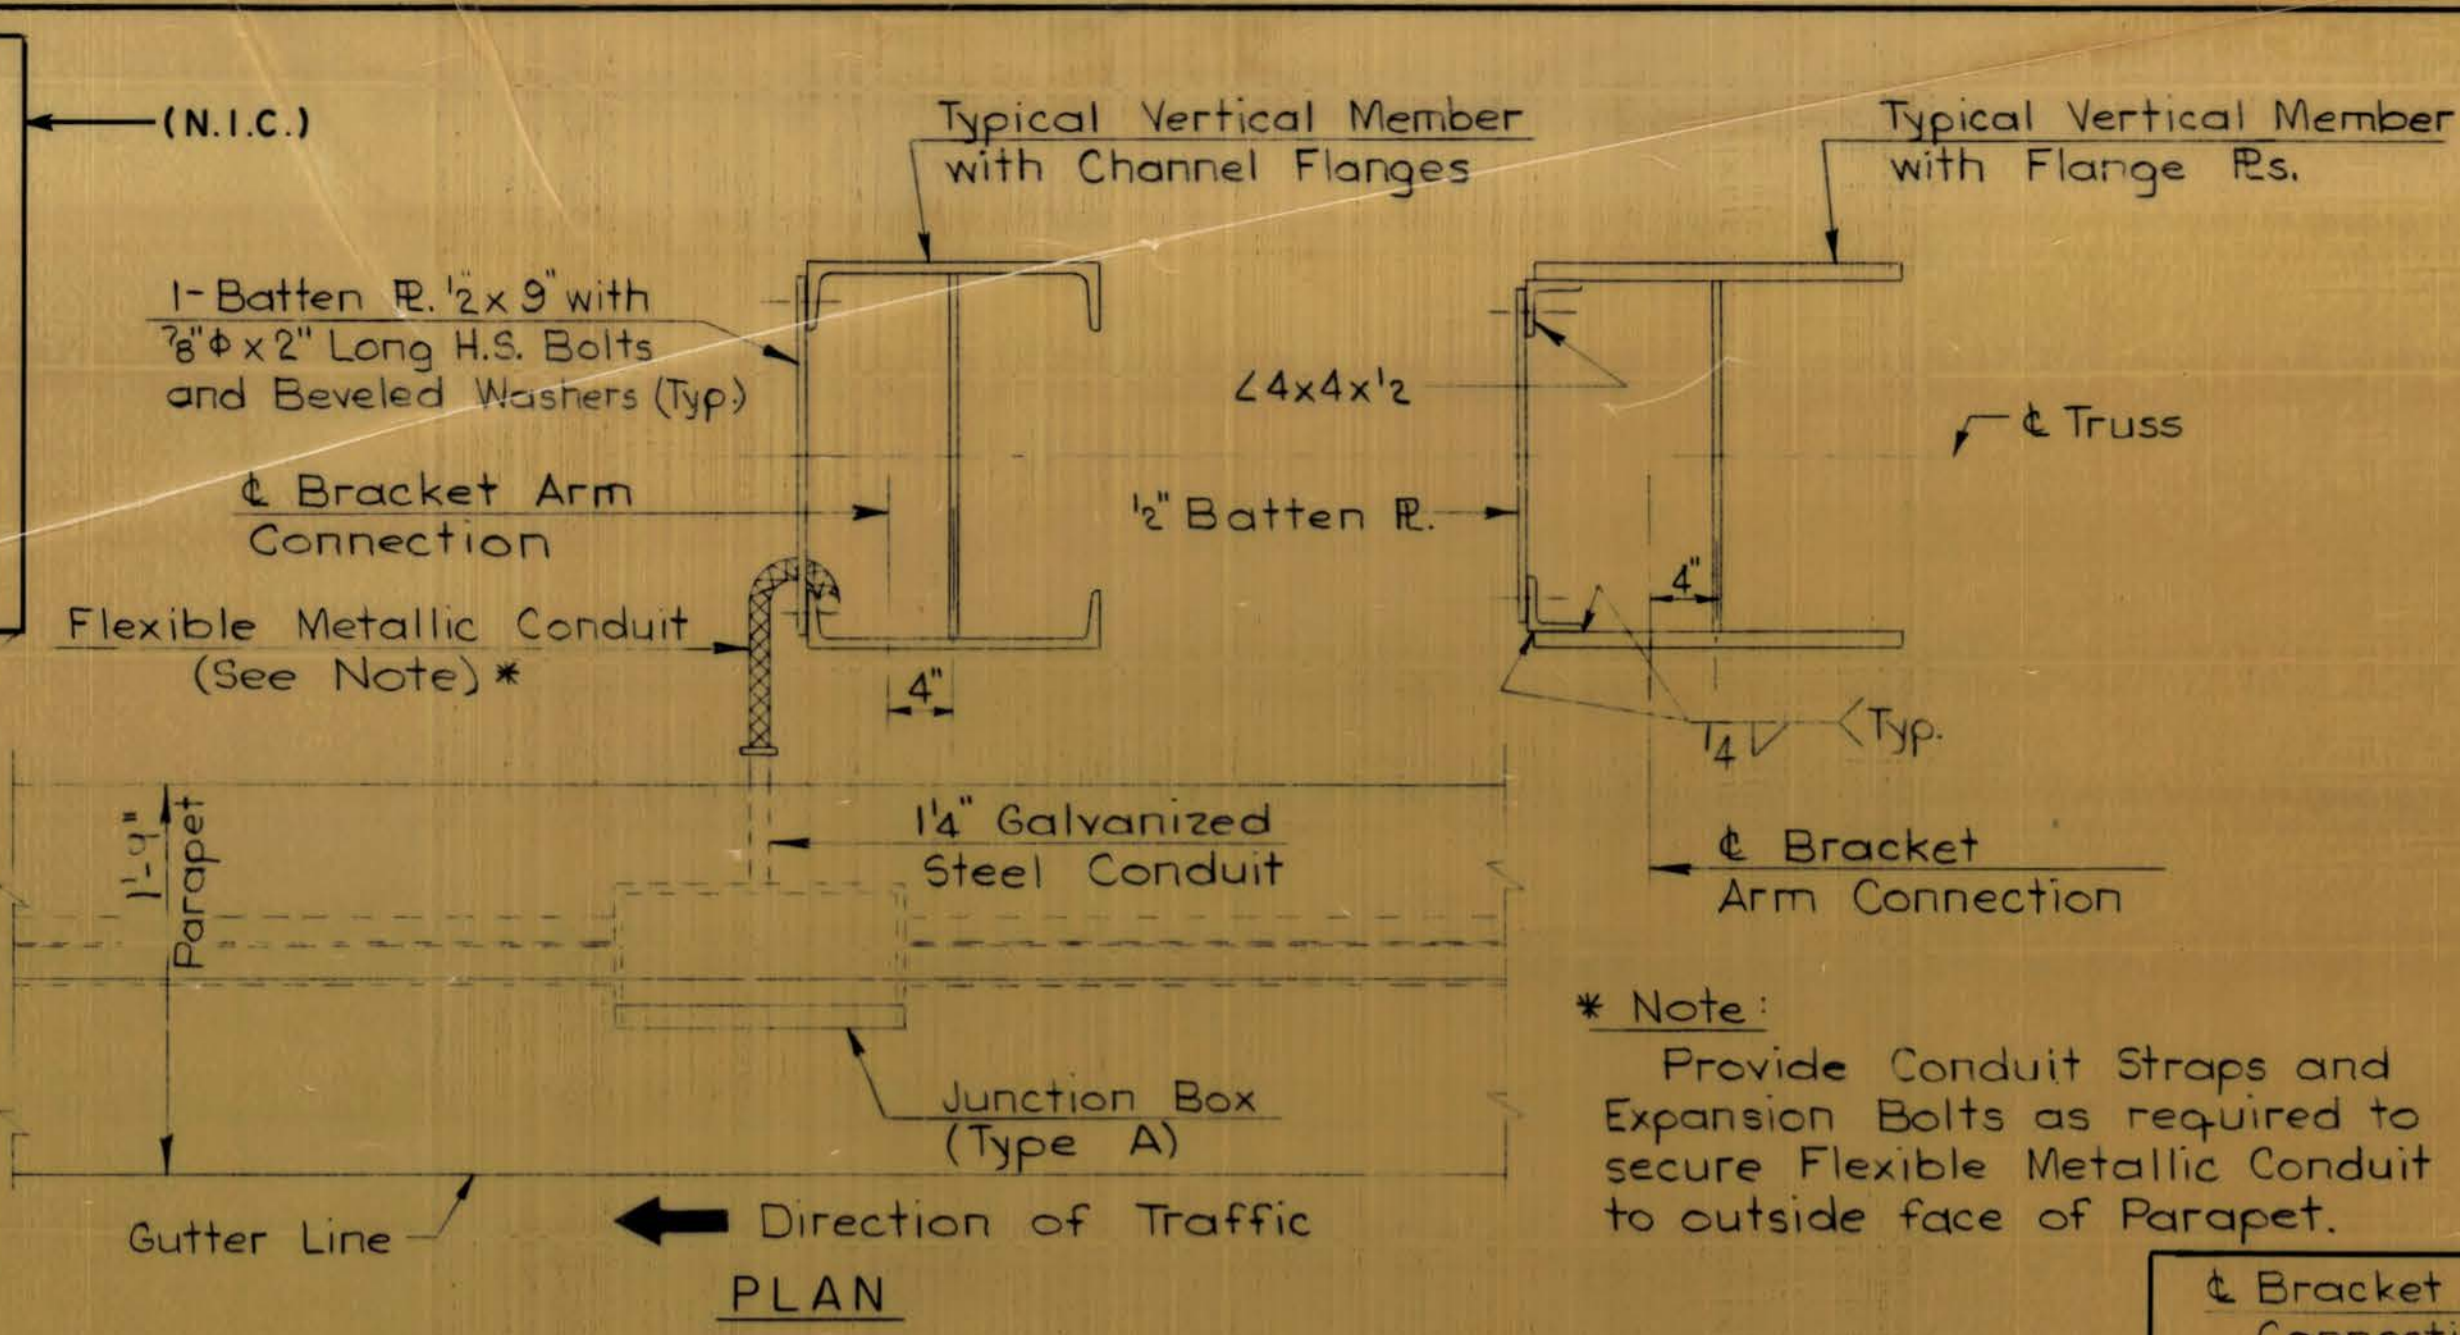 (N.I.C.)
Typical Vertical Member
with Channel Flanges
Typical Vertical Member
with Flange ⅊s.
1-Batten ⅊. 1/2 x 9" with
7/8"Φ x 2" Long H.S. Bolts
and Beveled Washers (Typ.)
∠4x4x1/2
℄ Truss
℄ Bracket Arm
Connection
1/2" Batten ⅊.
4"
Flexible Metallic Conduit
(See Note) *
4"
1/4
Typ.
1'-9"
Parapet
1 1/4" Galvanized
Steel Conduit
℄ Bracket
Arm Connection
* Note:
Provide Conduit Straps and
Expansion Bolts as required to
secure Flexible Metallic Conduit
to outside face of Parapet.
Junction Box
(Type A)
Gutter Line
Direction of Traffic
PLAN
℄ Bracket